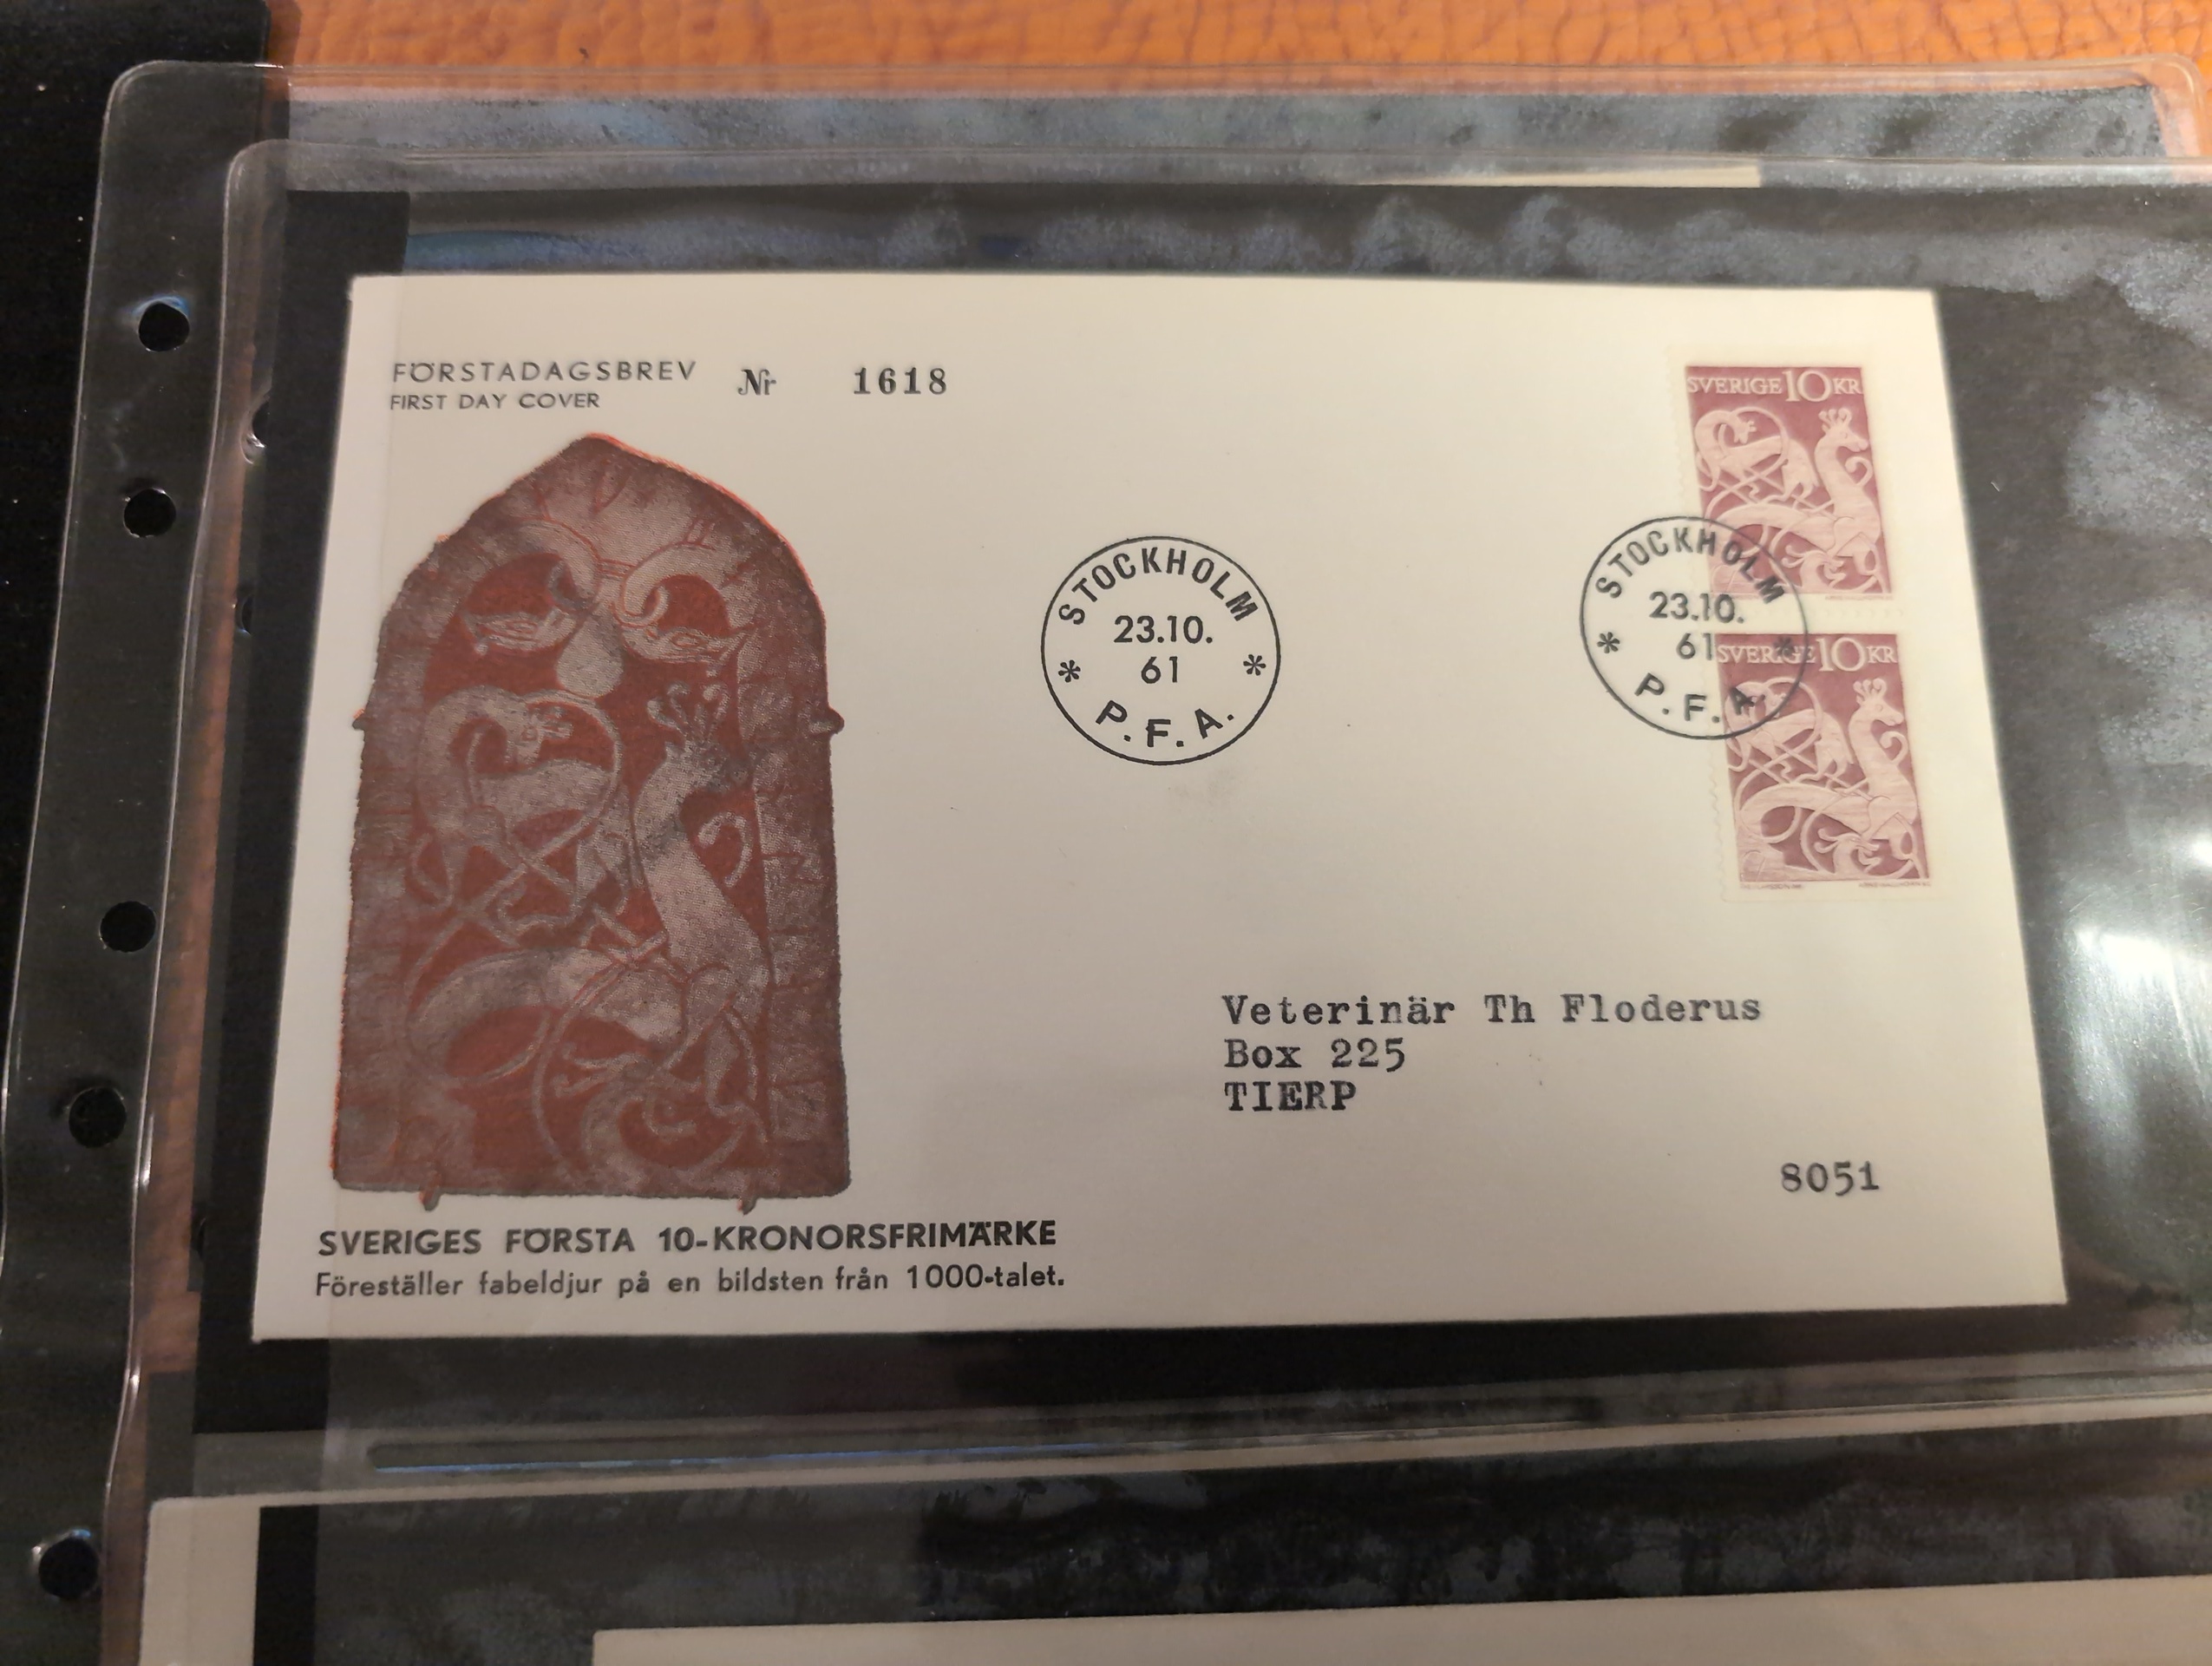 FÖRSTADAGSBREV Nr 1618
FIRST DAY COVER
SVERIGE 10 KR
STOCKHOLM
23.10.
61
* *
P.F.A.
STOCKHOLM
23.10.
61
* *
P.F.A.
SVERIGE 10 KR
Veterinär Th Floderus
Box 225
TIERP
8051
SVERIGES FÖRSTA 10-KRONORSFRIMÄRKE
Föreställer fabeldjur på en bildsten från 1000-talet.